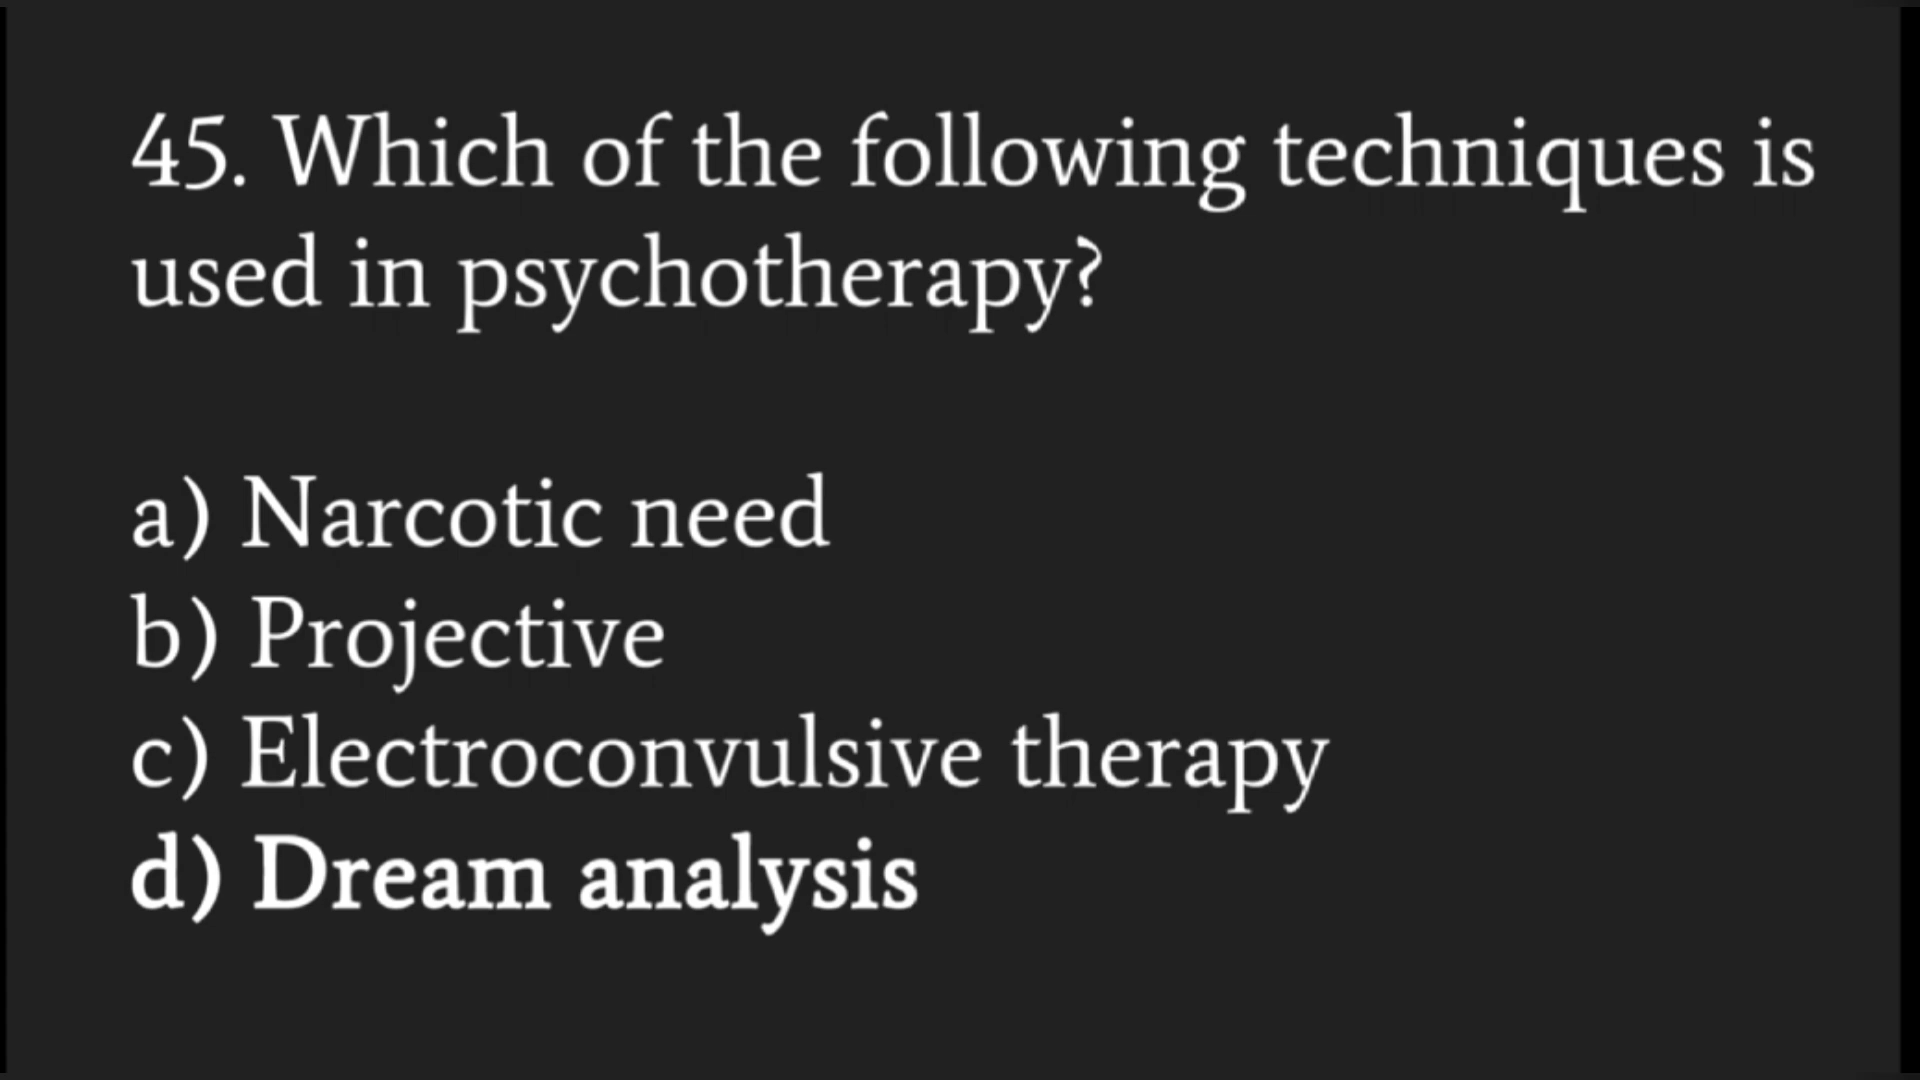 45. Which of the following techniques is
used in psychotherapy?
a) Narcotic need
b) Projective
c) Electroconvulsive therapy
d) Dream analysis